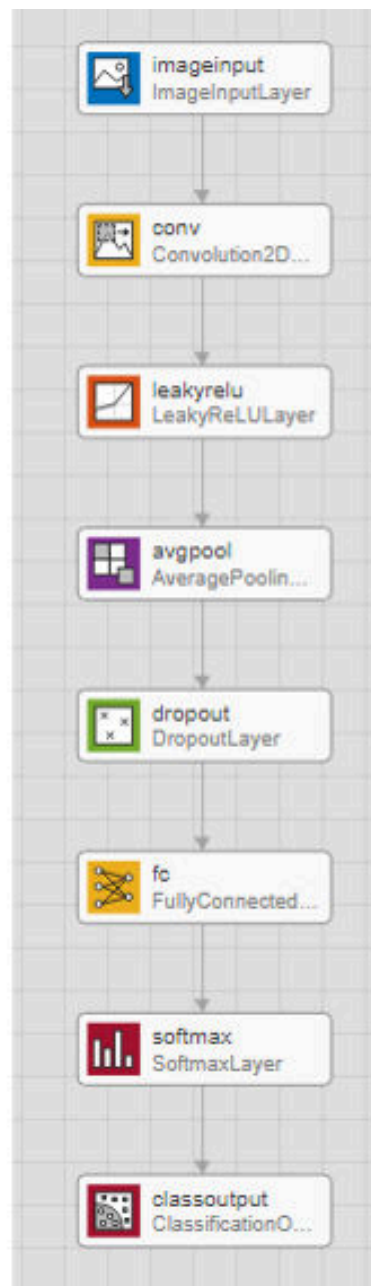 imageinput
ImageInputLayer
conv
Convolution2D...
leakyrelu
LeakyReLULayer
avgpool
AveragePoolin...
dropout
DropoutLayer
fc
FullyConnected...
softmax
SoftmaxLayer
classoutput
ClassificationO...